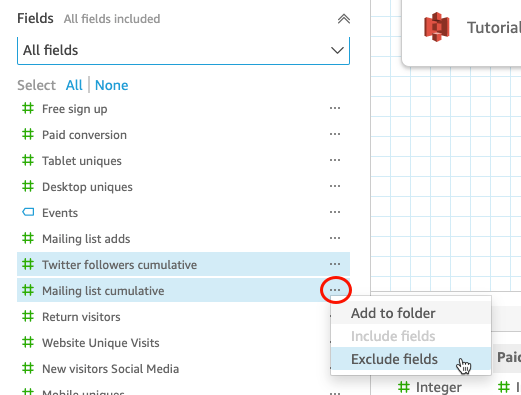 Fields All fields included
All fields
Select All | None
Free sign up ...
Paid conversion ...
Tablet uniques ...
Desktop uniques ...
Events ...
Mailing list adds ...
Twitter followers cumulative ...
Mailing list cumulative ...
Return visitors
Website Unique Visits
New visitors Social Media
Mobile uniques
Add to folder
Include fields
Exclude fields
Tutorial
Paid
Integer